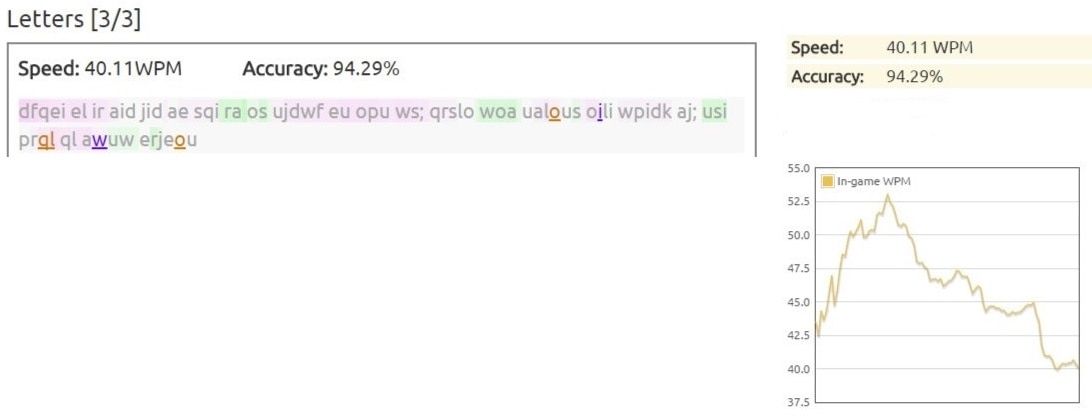 Letters [3/3]
Speed: 40.11WPM Accuracy: 94.29%
dfqei el ir aid jid ae sqi ra os ujdwf eu opu ws; qrslo woa ualous oili wpidk aj; usi
prql ql awuw erjeou
Speed: 40.11 WPM
Accuracy: 94.29%
In-game WPM
55.0
52.5
50.0
47.5
45.0
42.5
40.0
37.5